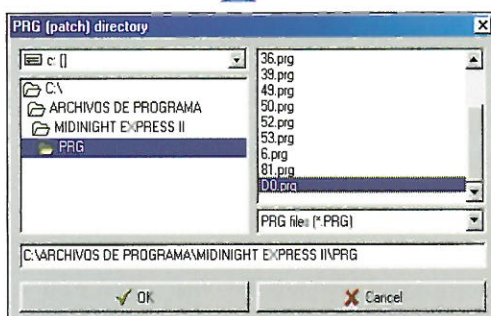 PRG (patch) directory
c: []
C:\
ARCHIVOS DE PROGRAMA
MIDINIGHT EXPRESS II
PRG
36.prg
39.prg
49.prg
50.prg
52.prg
53.prg
6.prg
81.prg
D0.prg
PRG files (*.PRG)
C:\ARCHIVOS DE PROGRAMA\MIDINIGHT EXPRESS II\PRG
OK
Cancel